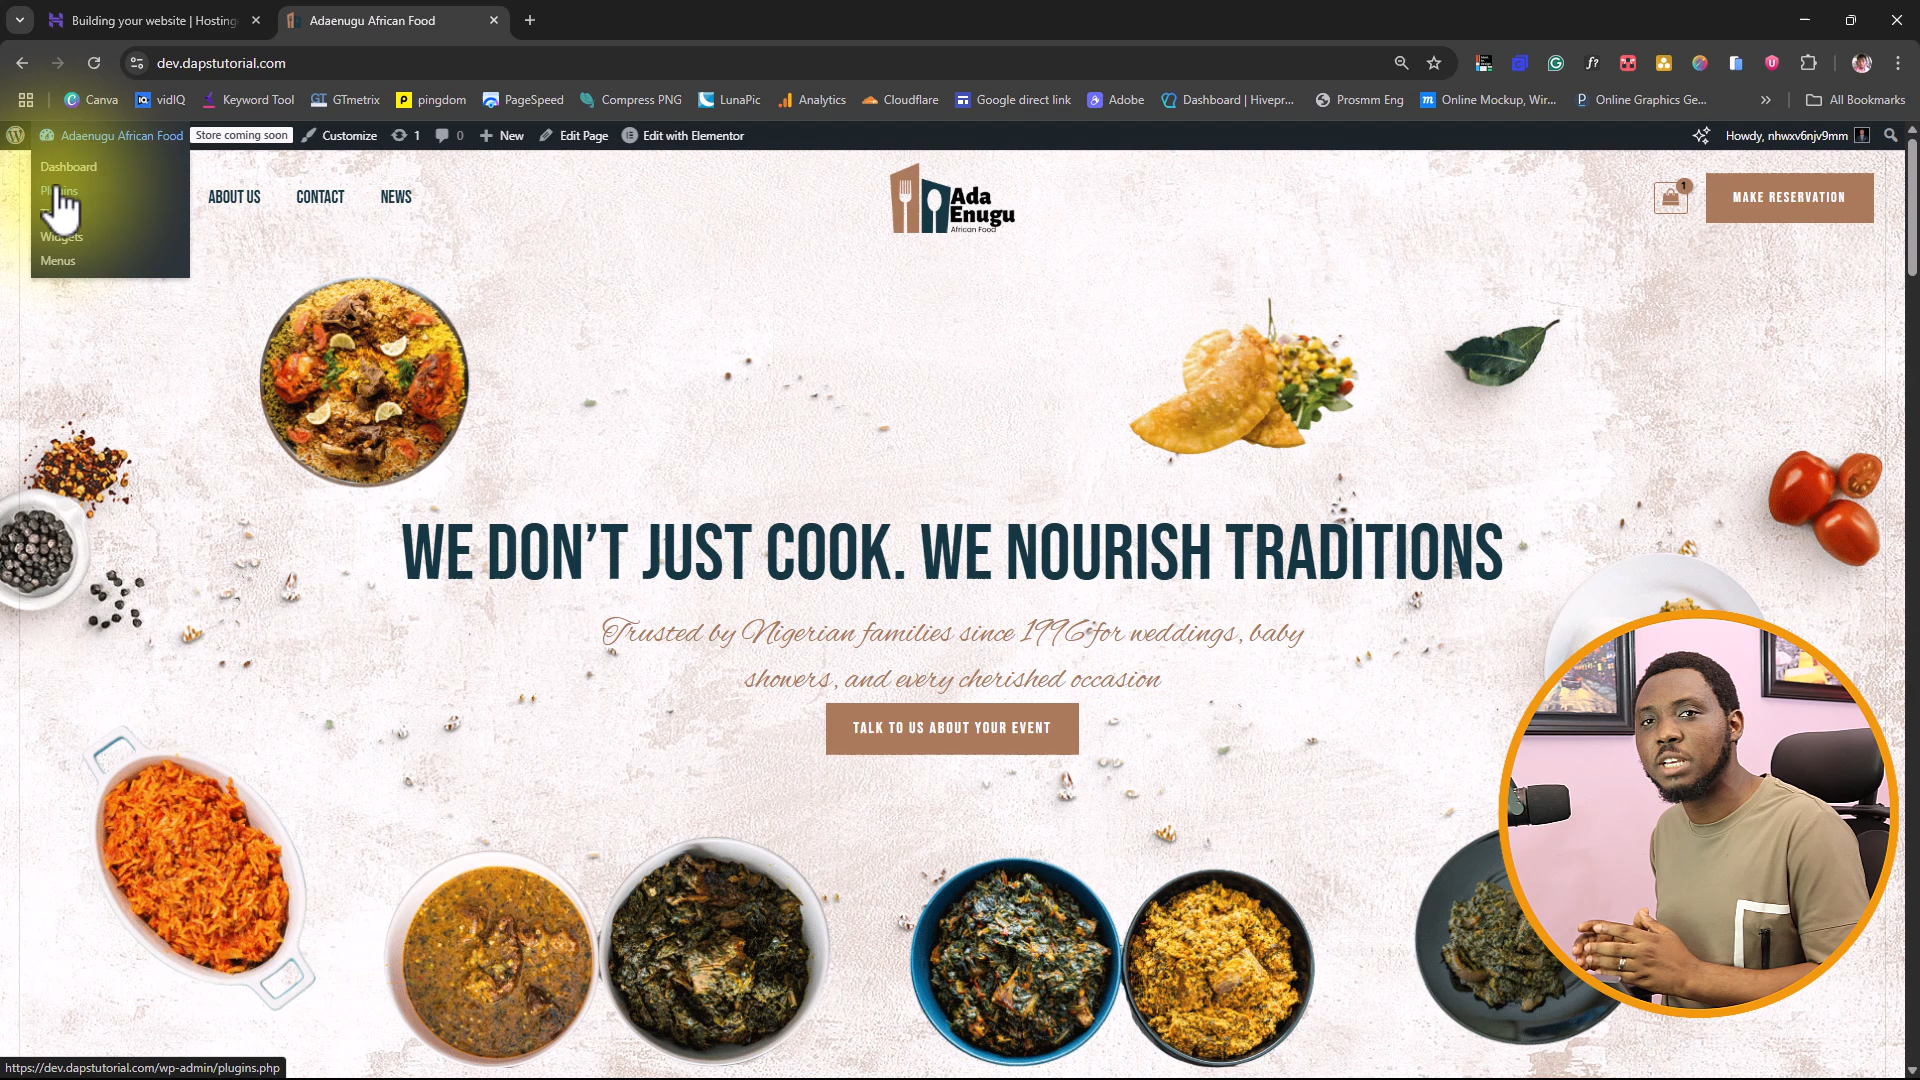 Building your website | Hosting
Adaenugu African Food
dev.dapstutorial.com
Canva
vidIQ
Keyword Tool
GTmetrix
pingdom
PageSpeed
Compress PNG
LunaPic
Analytics
Cloudflare
Google direct link
Adobe
Dashboard | Hivepr...
Prosmm Eng
Online Mockup, Wir...
Online Graphics Ge...
All Bookmarks
Adaenugu African Food
Store coming soon
Customize
1
0
New
Edit Page
Edit with Elementor
Howdy, nhwxv6njv9mm
Dashboard
Plugins
Widgets
Menus
ABOUT US
CONTACT
NEWS
Ada
Enugu
African Food
1
MAKE RESERVATION
WE DON’T JUST COOK. WE NOURISH TRADITIONS
Trusted by Nigerian families since 1996 for weddings, baby
showers, and every cherished occasion
TALK TO US ABOUT YOUR EVENT
https://dev.dapstutorial.com/wp-admin/plugins.php